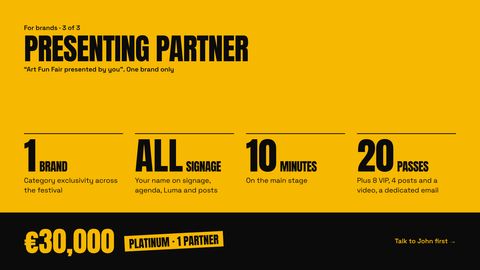 For brands · 3 of 3
PRESENTING PARTNER
"Art Fun Fair presented by you". One brand only
1 BRAND
Category exclusivity across
the festival
ALL SIGNAGE
Your name on signage,
agenda, Luma and posts
10 MINUTES
On the main stage
20 PASSES
Plus 8 VIP, 4 posts and a
video, a dedicated email
€30,000
PLATINUM · 1 PARTNER
Talk to John first →